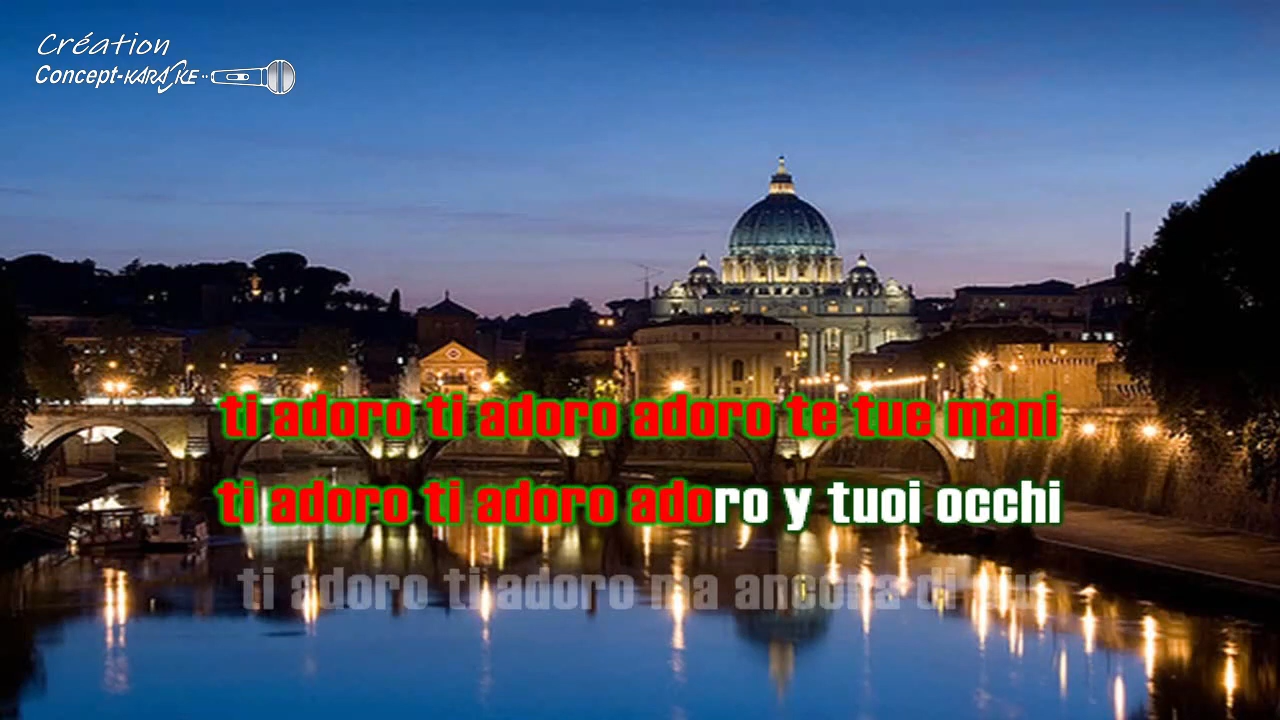 Création
Concept-KARAOKE
ti adoro ti adoro adoro te tue mani
ti adoro ti adoro adoro y tuoi occhi
ti adoro ti adoro ma ancora di piu